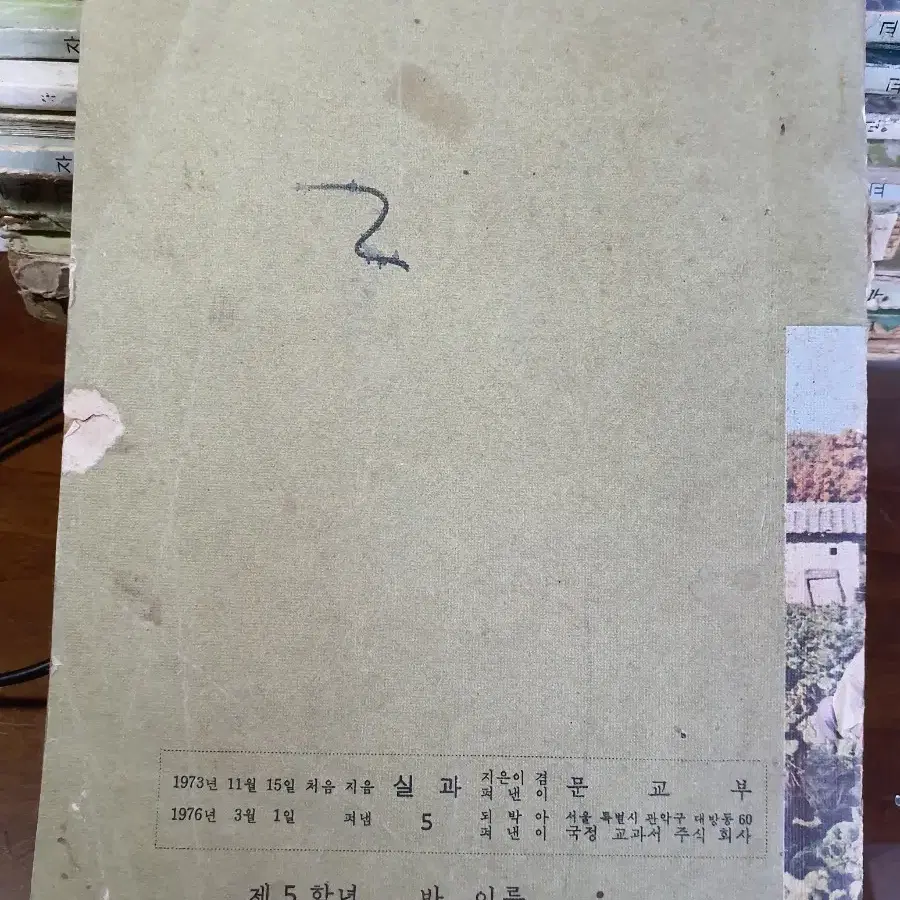 자
자
1973년 11월 15일 처음 지음 실 과 지은이 겸 펴낸이 문 교 부
1976년 3월 1일 펴냄 5 되박아 펴낸이 서울 특별시 관악구 대방동 60 국정 교과서 주식 회사
제 5 학년 반 이름